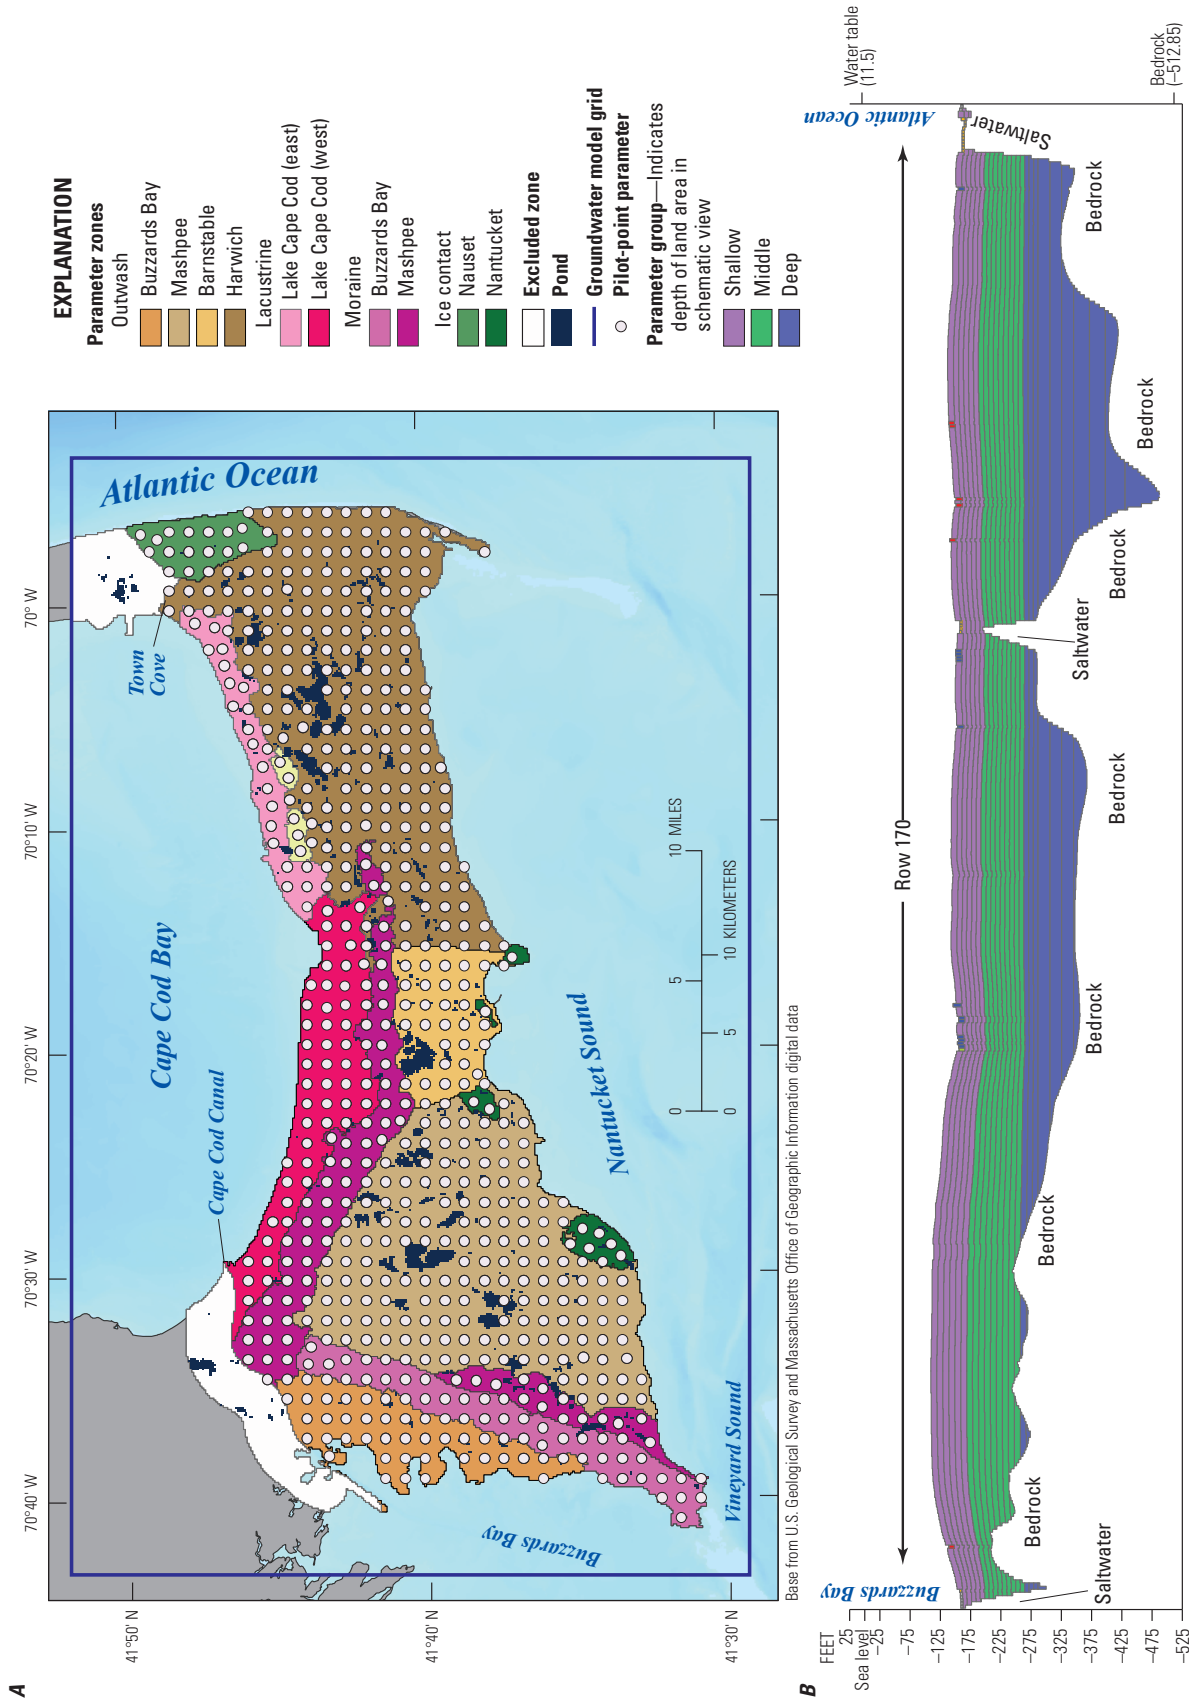 A
70°40' W
70°30' W
70°20' W
70°10' W
70° W
41°50' N
41°40' N
41°30' N
Cape Cod Canal
Cape Cod Bay
Town
Cove
Atlantic Ocean
Buzzards Bay
Vineyard Sound
Nantucket Sound
0 5 10 MILES
0 5 10 KILOMETERS
Base from U.S. Geological Survey and Massachusetts Office of Geographic Information digital data
EXPLANATION
Parameter zones
Outwash
Buzzards Bay
Mashpee
Barnstable
Harwich
Lacustrine
Lake Cape Cod (east)
Lake Cape Cod (west)
Moraine
Buzzards Bay
Mashpee
Ice contact
Nauset
Nantucket
Excluded zone
Pond
Groundwater model grid
Pilot-point parameter
Parameter group—Indicates
depth of land area in
schematic view
Shallow
Middle
Deep
B
FEET
25
Sea level
−25
−75
−125
−175
−225
−275
−325
−375
−425
−475
−525
Buzzards Bay
Row 170
Atlantic Ocean
Water table
(11.5)
Bedrock
(−512.85)
Saltwater
Bedrock
Bedrock
Bedrock
Bedrock
Saltwater
Bedrock
Bedrock
Bedrock
Saltwater